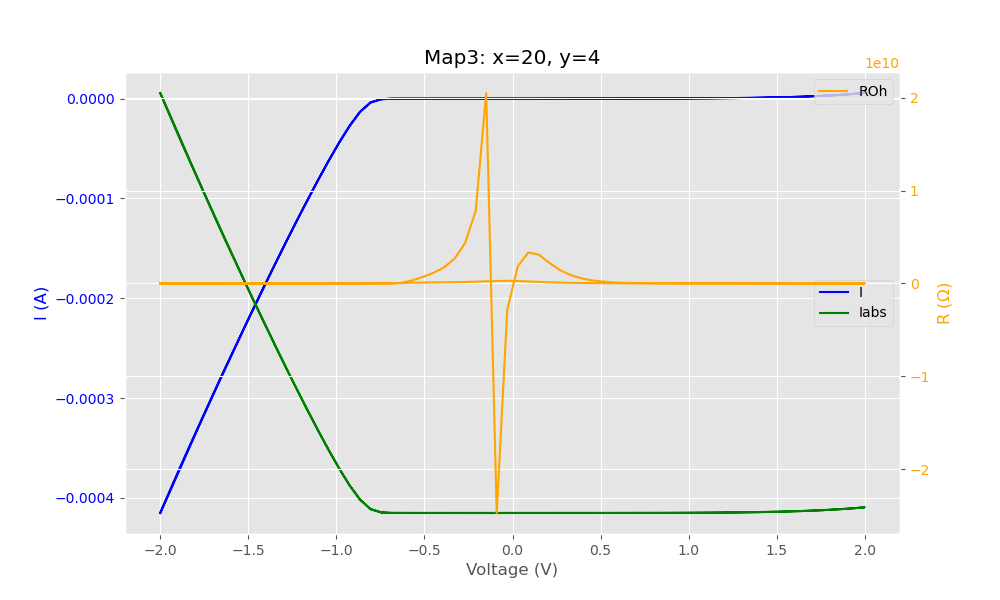 Map3: x=20, y=4
1e10
ROh
I
Iabs
0.0000
−0.0001
−0.0002
−0.0003
−0.0004
I (A)
2
1
0
−1
−2
R (Ω)
−2.0 −1.5 −1.0 −0.5 0.0 0.5 1.0 1.5 2.0
Voltage (V)